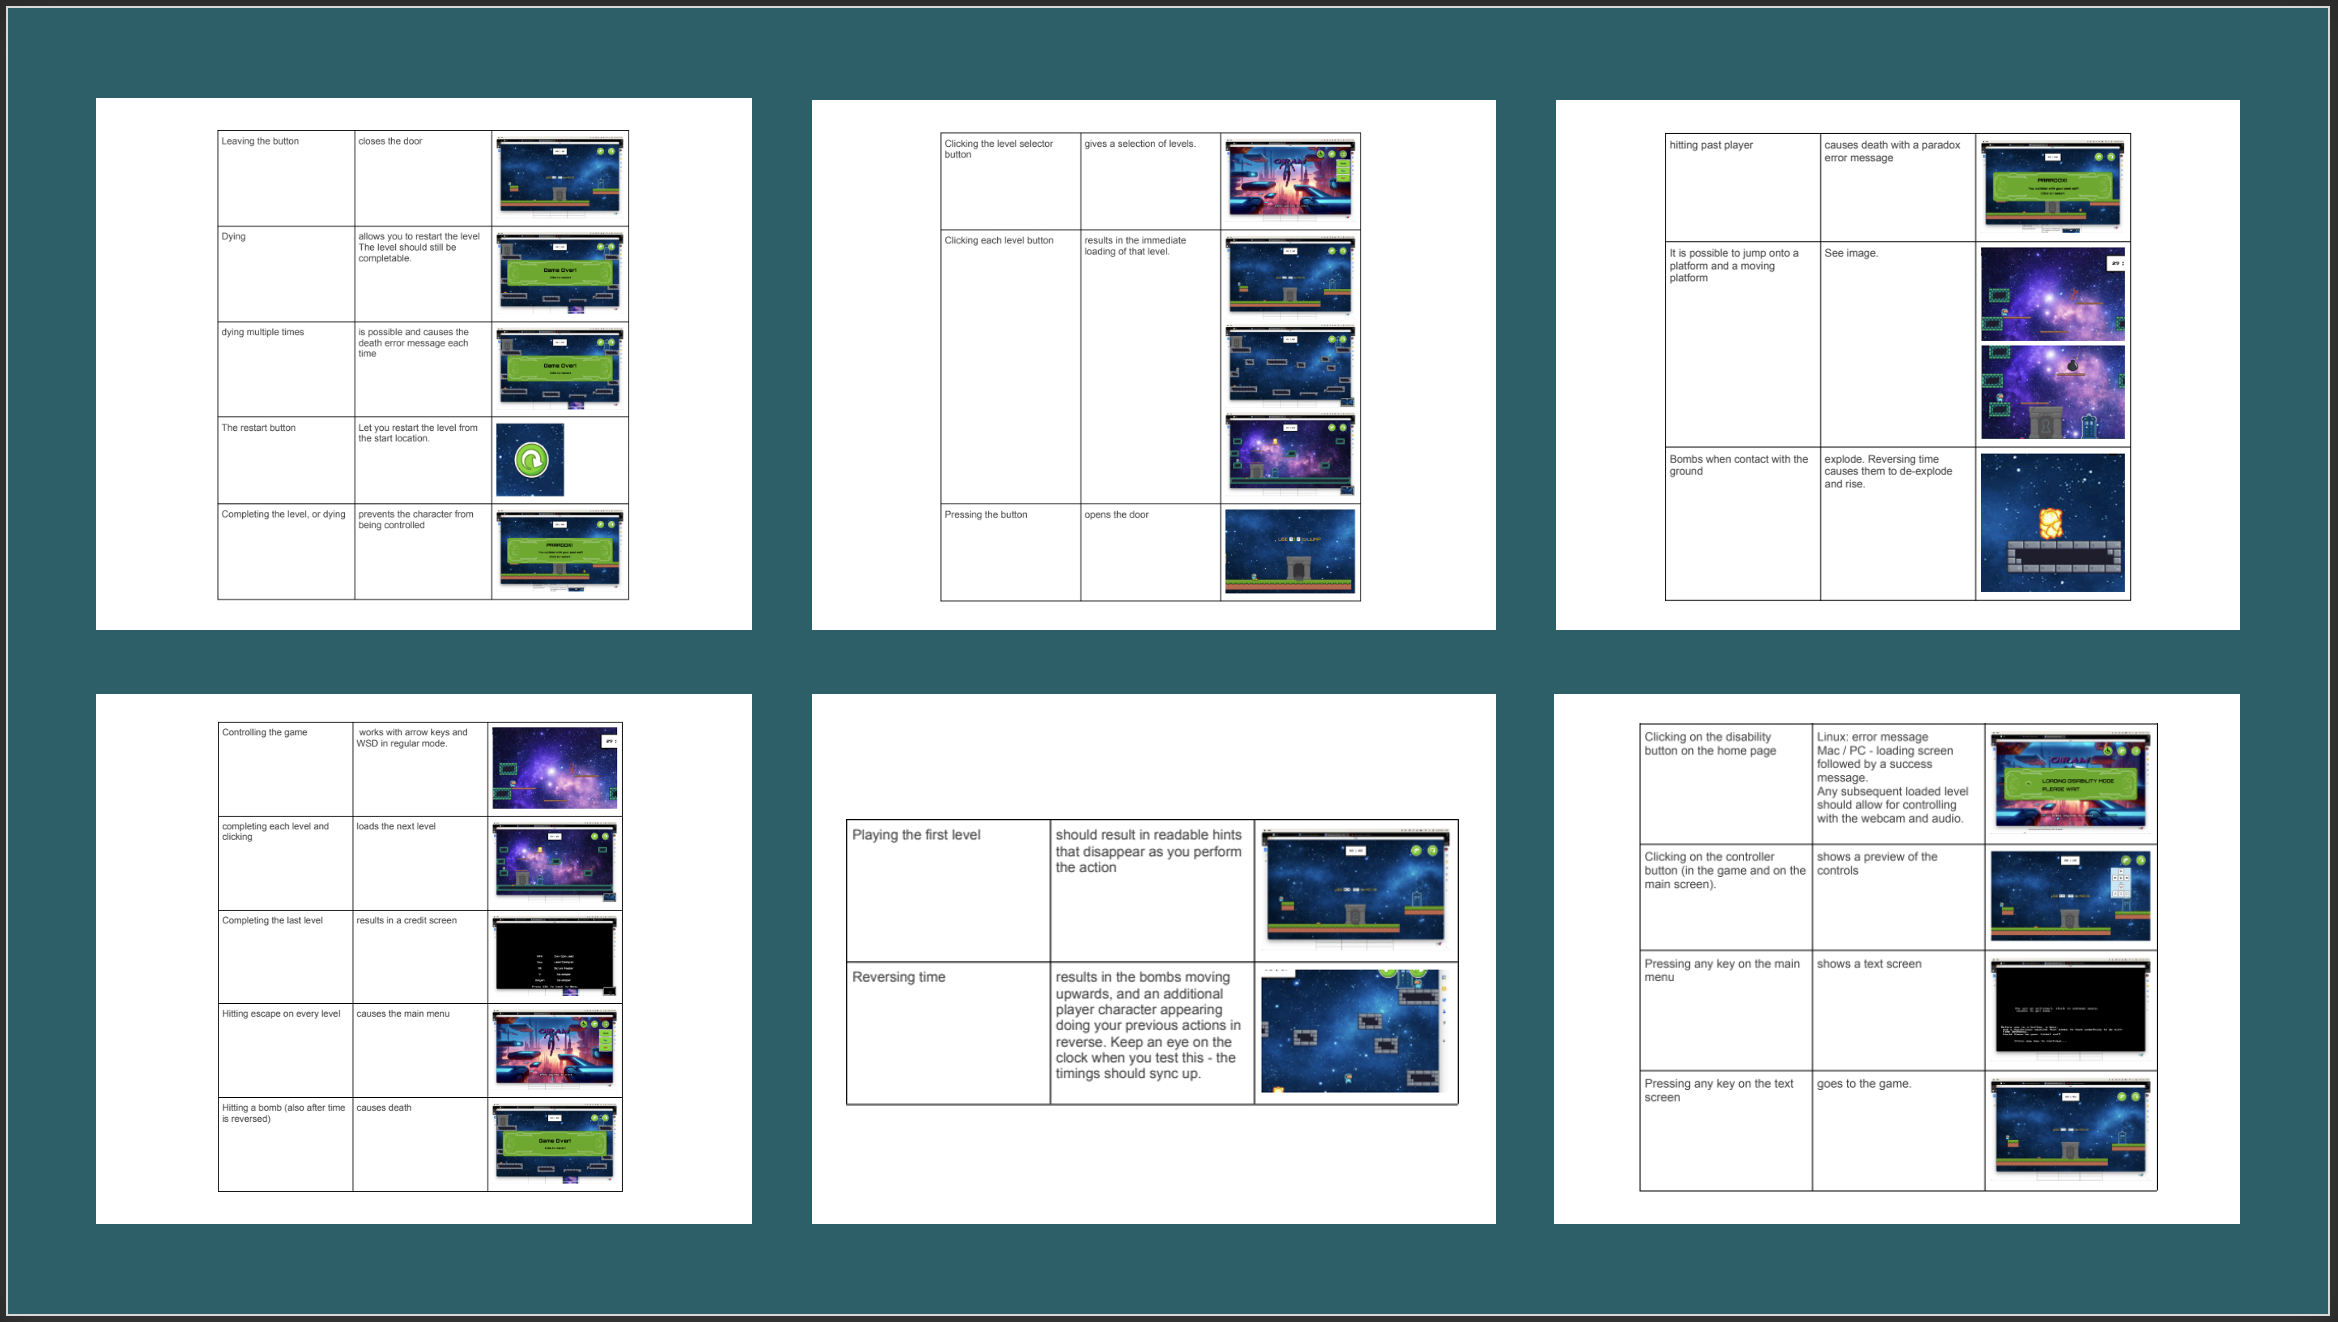 Leaving the button
closes the door
Dying
allows you to restart the level
The level should still be
completable.
Game Over!
dying multiple times
is possible and causes the
death error message each
time
Game Over!
The restart button
Let you restart the level from
the start location.
Completing the level, or dying
prevents the character from
being controlled
PARADOX!
Clicking the level selector
button
gives a selection of levels.
Clicking each level button
results in the immediate
loading of that level.
Pressing the button
opens the door
hitting past player
causes death with a paradox
error message
PARADOX!
It is possible to jump onto a
platform and a moving
platform
See image.
Bombs when contact with the
ground
explode. Reversing time
causes them to de-explode
and rise.
Controlling the game
works with arrow keys and
WSD in regular mode.
completing each level and
clicking
loads the next level
Completing the last level
results in a credit screen
Hitting escape on every level
causes the main menu
Hitting a bomb (also after time
is reversed)
causes death
Game Over!
Playing the first level
should result in readable hints
that disappear as you perform
the action
Reversing time
results in the bombs moving
upwards, and an additional
player character appearing
doing your previous actions in
reverse. Keep an eye on the
clock when you test this - the
timings should sync up.
Clicking on the disability
button on the home page
Linux: error message
Mac / PC - loading screen
followed by a success
message.
Any subsequent loaded level
should allow for controlling
with the webcam and audio.
LOADING DISABILITY MODE
PLEASE WAIT
Clicking on the controller
button (in the game and on the
main screen).
shows a preview of the
controls
Pressing any key on the main
menu
shows a text screen
Pressing any key on the text
screen
goes to the game.